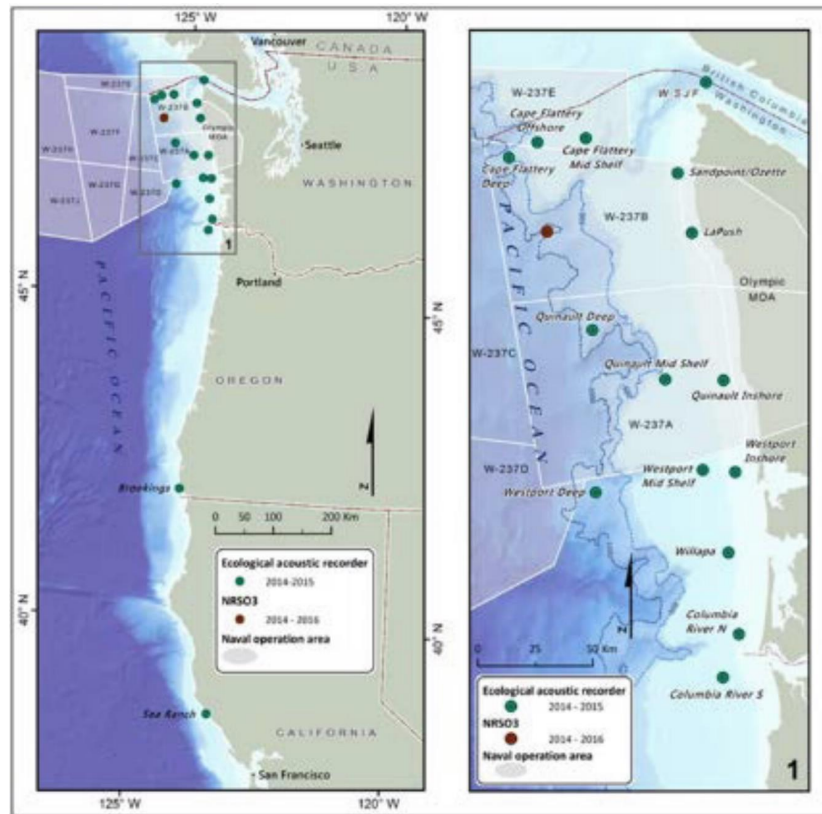 125° W
120° W
Vancouver
CANADA
U.S.A
W-237E
W-237B
W-237F
Olympic
MOA
W-237A
Seattle
WASHINGTON
W-237J
1
45° N
PACIFIC OCEAN
Portland
45° N
OREGON
N
Brookings
0 50 100 200 Km
Ecological acoustic recorder
2014-2015
NRSO3
2014 - 2016
Naval operation area
40° N
40° N
Sea Ranch
CALIFORNIA
San Francisco
125° W
120° W
W-237E
Cape Flattery
Offshore
W SJF
British Columbia
Washington
Cape Flattery
Mid Shelf
Cape Flattery
Deep
Sandpoint/Ozette
W-237B
LaPush
PACIFIC OCEAN
Olympic
MOA
Quinault Deep
W-237C
Quinault Mid Shelf
Quinault Inshore
W-237A
W-237D
Westport
Inshore
Westport
Mid Shelf
Westport Deep
Willapa
N
Columbia
River N
0 25 50 Km
Columbia River S
Ecological acoustic recorder
2014 - 2015
NRSO3
2014 - 2016
Naval operation area
1